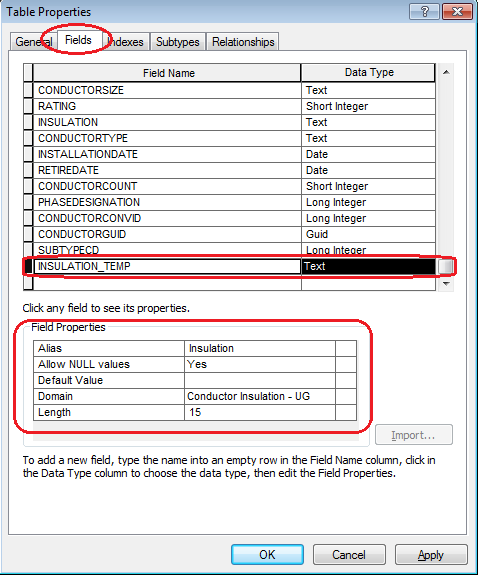 Table Properties
General Fields Indexes Subtypes Relationships
Field Name Data Type
CONDUCTORSIZE Text
RATING Short Integer
INSULATION Text
CONDUCTORTYPE Text
INSTALLATIONDATE Date
RETIREDATE Date
CONDUCTORCOUNT Short Integer
PHASEDESIGNATION Long Integer
CONDUCTORCONVID Long Integer
CONDUCTORGUID Guid
SUBTYPECD Long Integer
INSULATION_TEMP Text
Click any field to see its properties.
Field Properties
Alias Insulation
Allow NULL values Yes
Default Value
Domain Conductor Insulation - UG
Length 15
Import...
To add a new field, type the name into an empty row in the Field Name column, click in
the Data Type column to choose the data type, then edit the Field Properties.
OK Cancel Apply